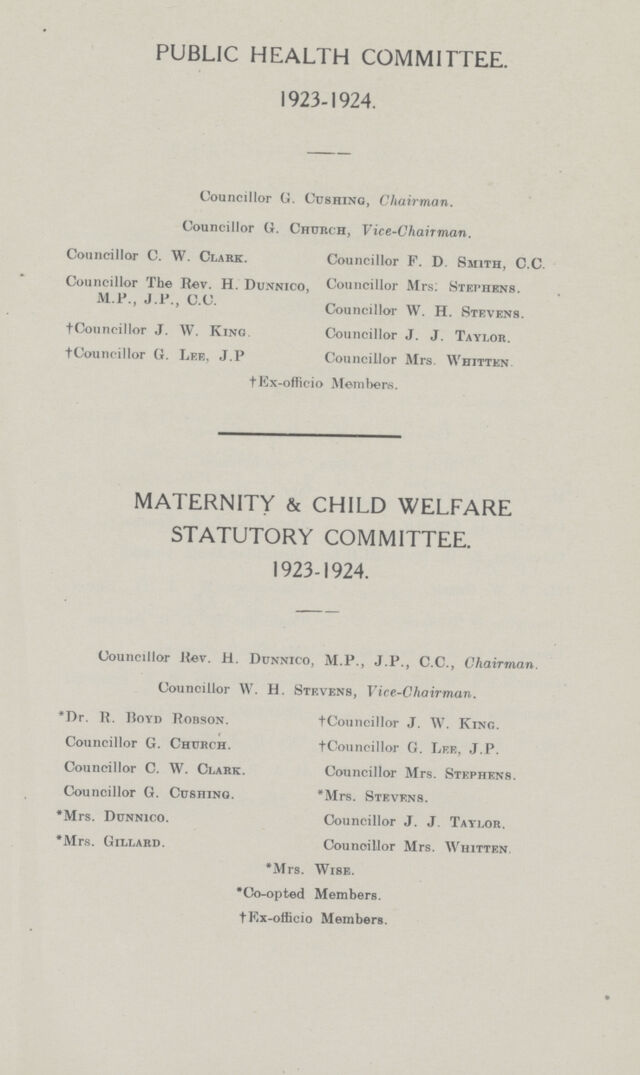 PUBLIC HEALTH COMMITTEE.
1923-1924.
Councillor G. CUSHING, Chairman.
Councillor G. CHURCH, Vice-Chairman.
Councillor C. W. CLARK.
Councillor The Rev. H. DUNNICO,
M.P., J.P., C.C.
†Councillor J. W. KING.
†Councillor G. LEE, J.P
Councillor F. D. SMITH, C.C.
Councillor Mrs. STEPHENS.
Councillor W. H. STEVENS.
Councillor J. J. TAYLOR.
Councillor Mrs. WHITTEN.
†Ex-officio Members.
MATERNITY & CHILD WELFARE
STATUTORY COMMITTEE.
1923-1924.
Councillor Rev. H. DUNNICO, M.P., J.P., C.C., Chairman.
Councillor W. H. STEVENS, Vice-Chairman.
*Dr. R. BOYD ROBSON.
Councillor G. CHURCH.
Councillor C. W. CLARK.
Councillor G. CUSHING.
*Mrs. DUNNICO.
*Mrs. GILLARD.
†Councillor J. W. KING.
†Councillor G. LEE, J.P.
Councillor Mrs. STEPHENS.
*Mrs. STEVENS.
Councillor J. J. TAYLOR.
Councillor Mrs. WHITTEN.
*Mrs. WISE.
*Co-opted Members.
†Ex-officio Members.